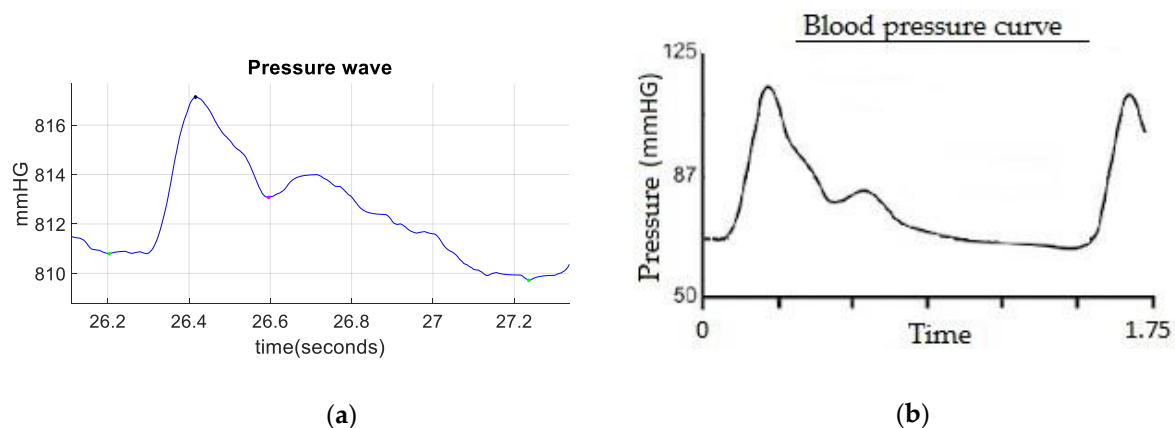 Pressure wave
mmHG
816
814
812
810
26.2 26.4 26.6 26.8 27 27.2
time(seconds)
(a)
Blood pressure curve
Pressure (mmHG)
125
87
50
0 Time 1.75
(b)